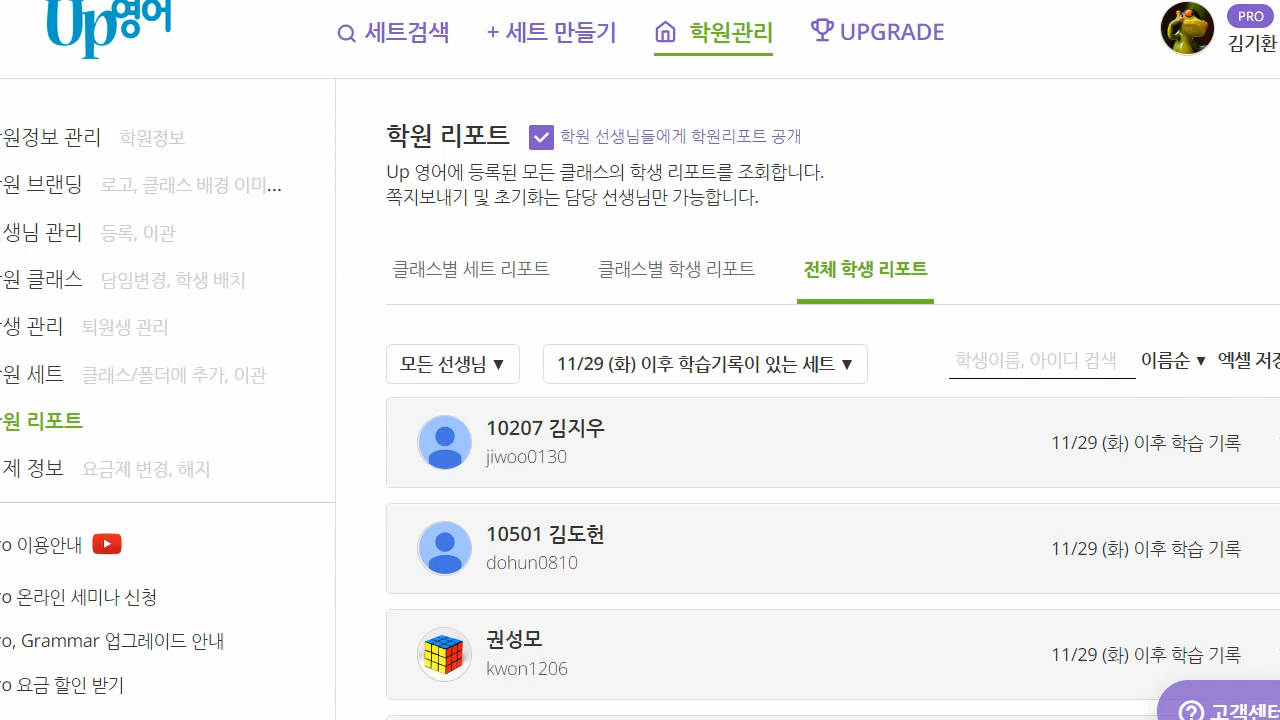 Up영어
세트검색
+ 세트 만들기
학원관리
UPGRADE
PRO
김기환
원정보 관리 학원정보
원 브랜딩 로고, 클래스 배경 이미...
생님 관리 등록, 이관
원 클래스 담임변경, 학생 배치
생 관리 퇴원생 관리
원 세트 클래스/폴더에 추가, 이관
원 리포트
제 정보 요금제 변경, 해지
ro 이용안내
ro 온라인 세미나 신청
ro, Grammar 업그레이드 안내
ro 요금 할인 받기
학원 리포트 학원 선생님들에게 학원리포트 공개
Up 영어에 등록된 모든 클래스의 학생 리포트를 조회합니다.
쪽지보내기 및 초기화는 담당 선생님만 가능합니다.
클래스별 세트 리포트 클래스별 학생 리포트 전체 학생 리포트
모든 선생님 ▼ 11/29 (화) 이후 학습기록이 있는 세트 ▼ 학생이름, 아이디 검색 이름순 ▼ 엑셀 저장
10207 김지우
jiwoo0130
11/29 (화) 이후 학습 기록
10501 김도헌
dohun0810
11/29 (화) 이후 학습 기록
권성모
kwon1206
11/29 (화) 이후 학습 기록
고객센터